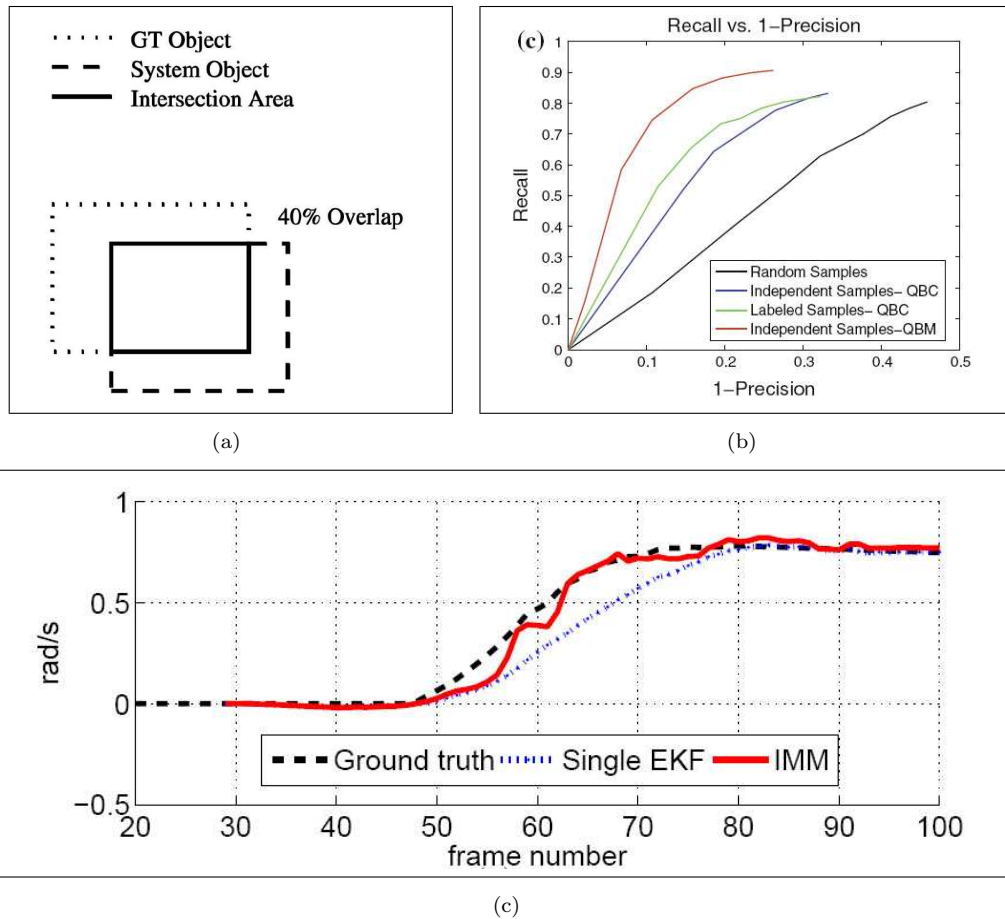 GT Object
System Object
Intersection Area
40% Overlap
(a)
(c)
Recall vs. 1−Precision
1
0.9
0.8
0.7
0.6
0.5
0.4
0.3
0.2
0.1
0
Recall
Random Samples
Independent Samples− QBC
Labeled Samples− QBC
Independent Samples−QBM
0 0.1 0.2 0.3 0.4 0.5
1−Precision
(b)
1
0.5
0
−0.5
rad/s
Ground truth Single EKF IMM
20 30 40 50 60 70 80 90 100
frame number
(c)